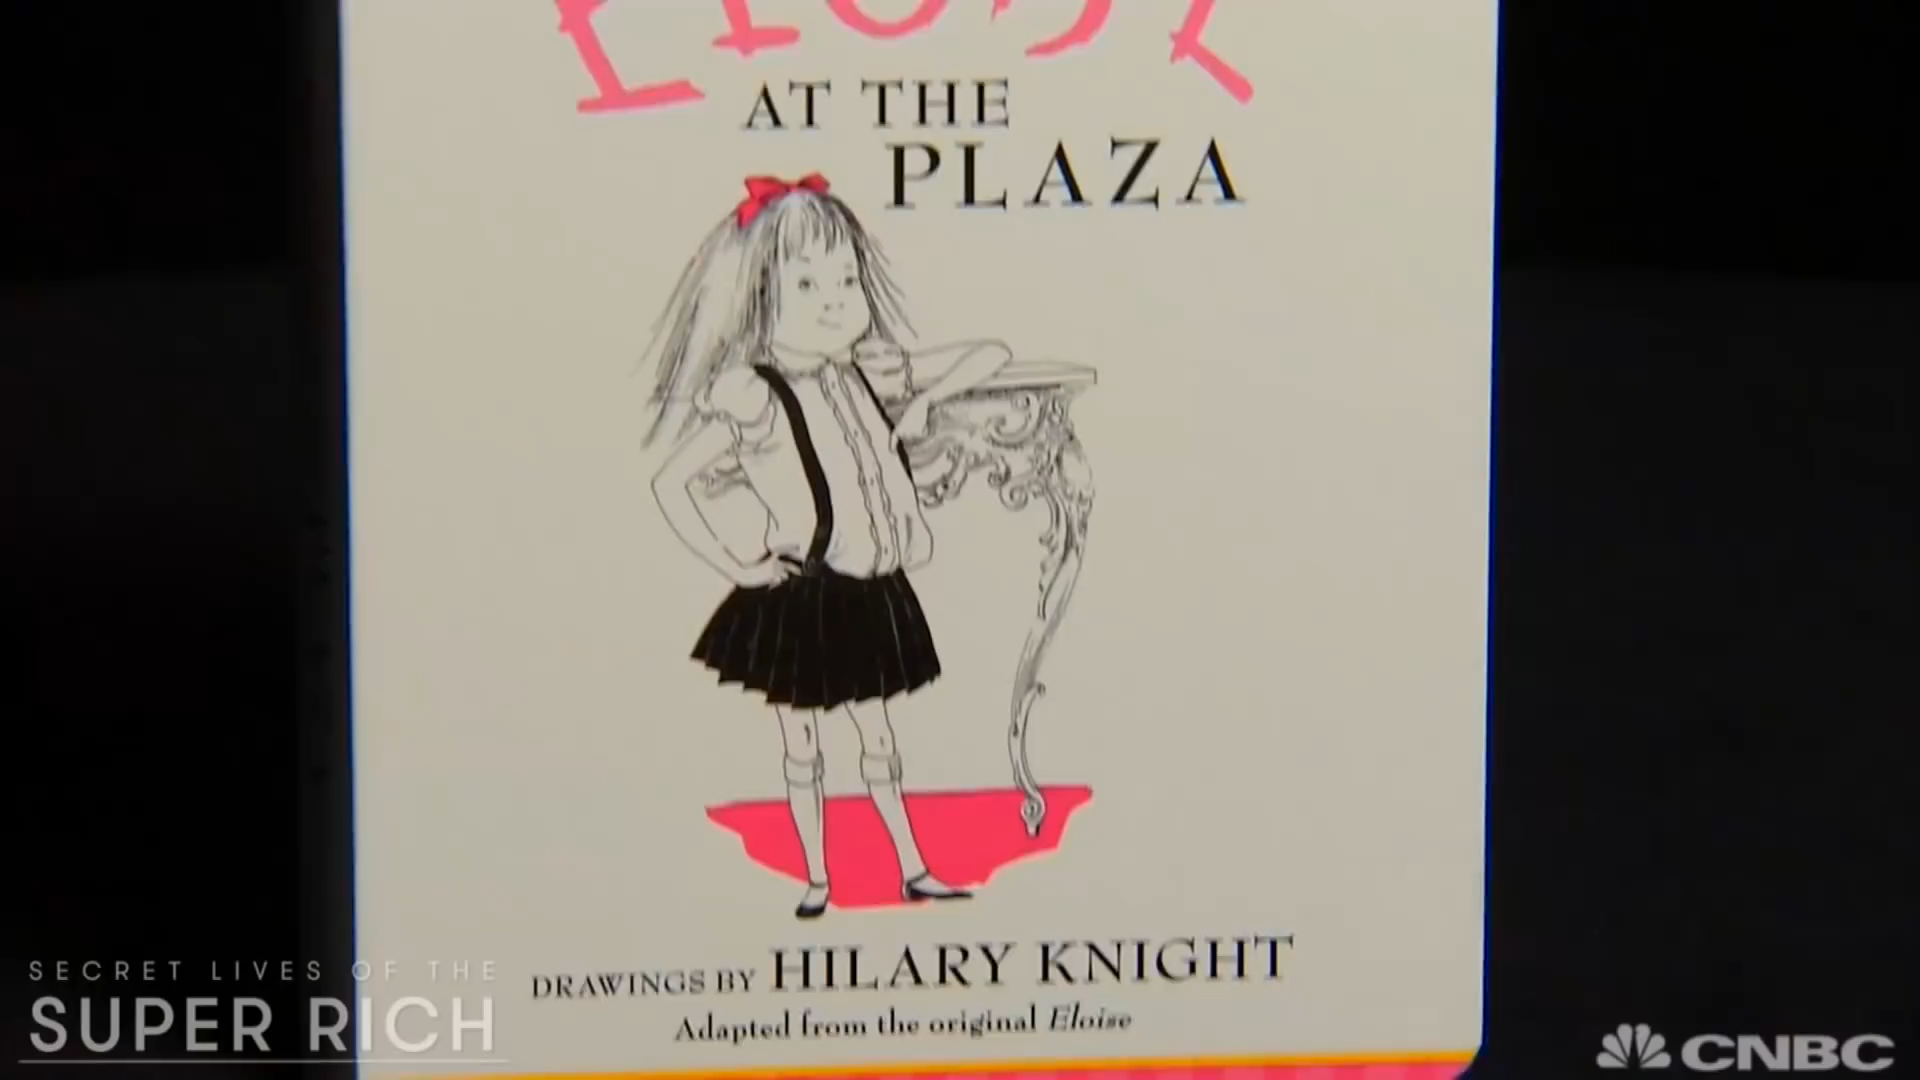 AT THE
PLAZA
DRAWINGS BY HILARY KNIGHT
Adapted from the original Eloise
SECRET LIVES OF THE
SUPER RICH
CNBC